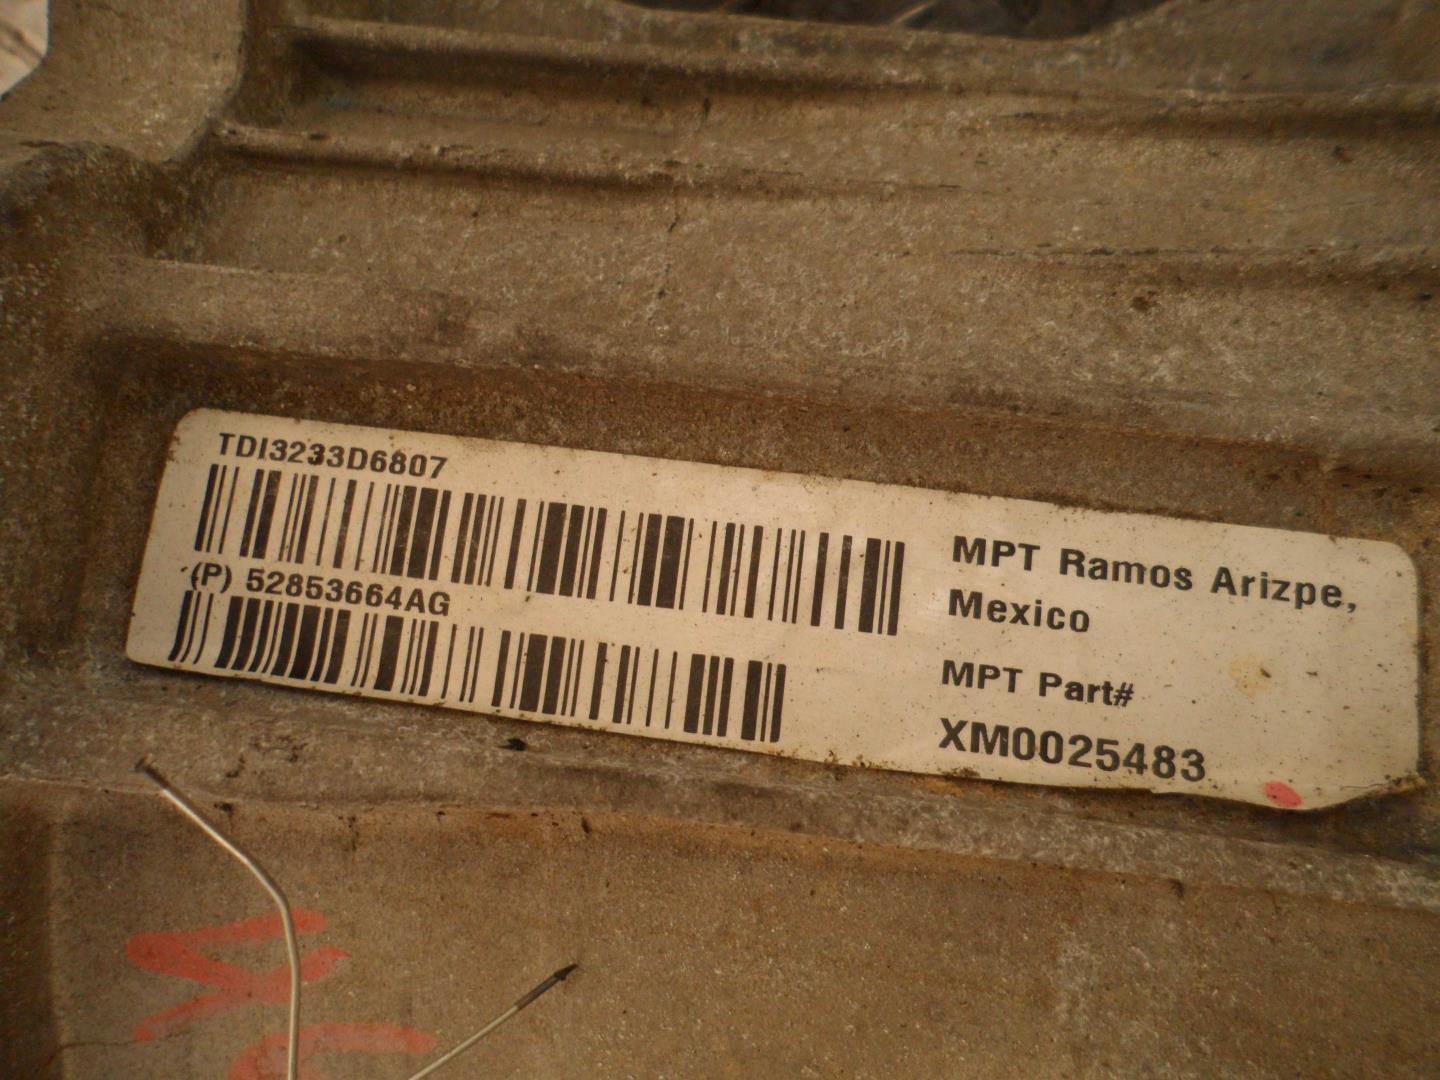 TDI3233D6807
(P) 52853664AG
MPT Ramos Arizpe,
Mexico
MPT Part#
XM0025483